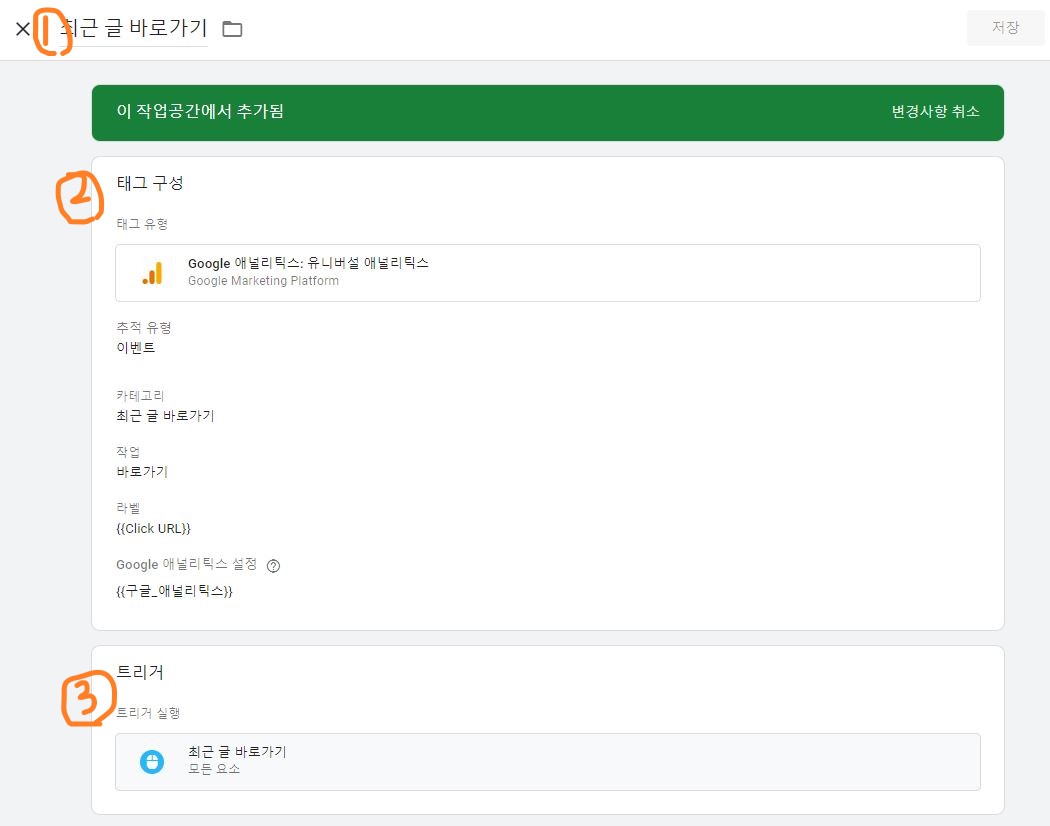 ① 최근 글 바로가기
저장
이 작업공간에서 추가됨
변경사항 취소
② 태그 구성
태그 유형
Google 애널리틱스: 유니버설 애널리틱스
Google Marketing Platform
추적 유형
이벤트
카테고리
최근 글 바로가기
작업
바로가기
라벨
{{Click URL}}
Google 애널리틱스 설정
{{구글_애널리틱스}}
③ 트리거
트리거 실행
최근 글 바로가기
모든 요소